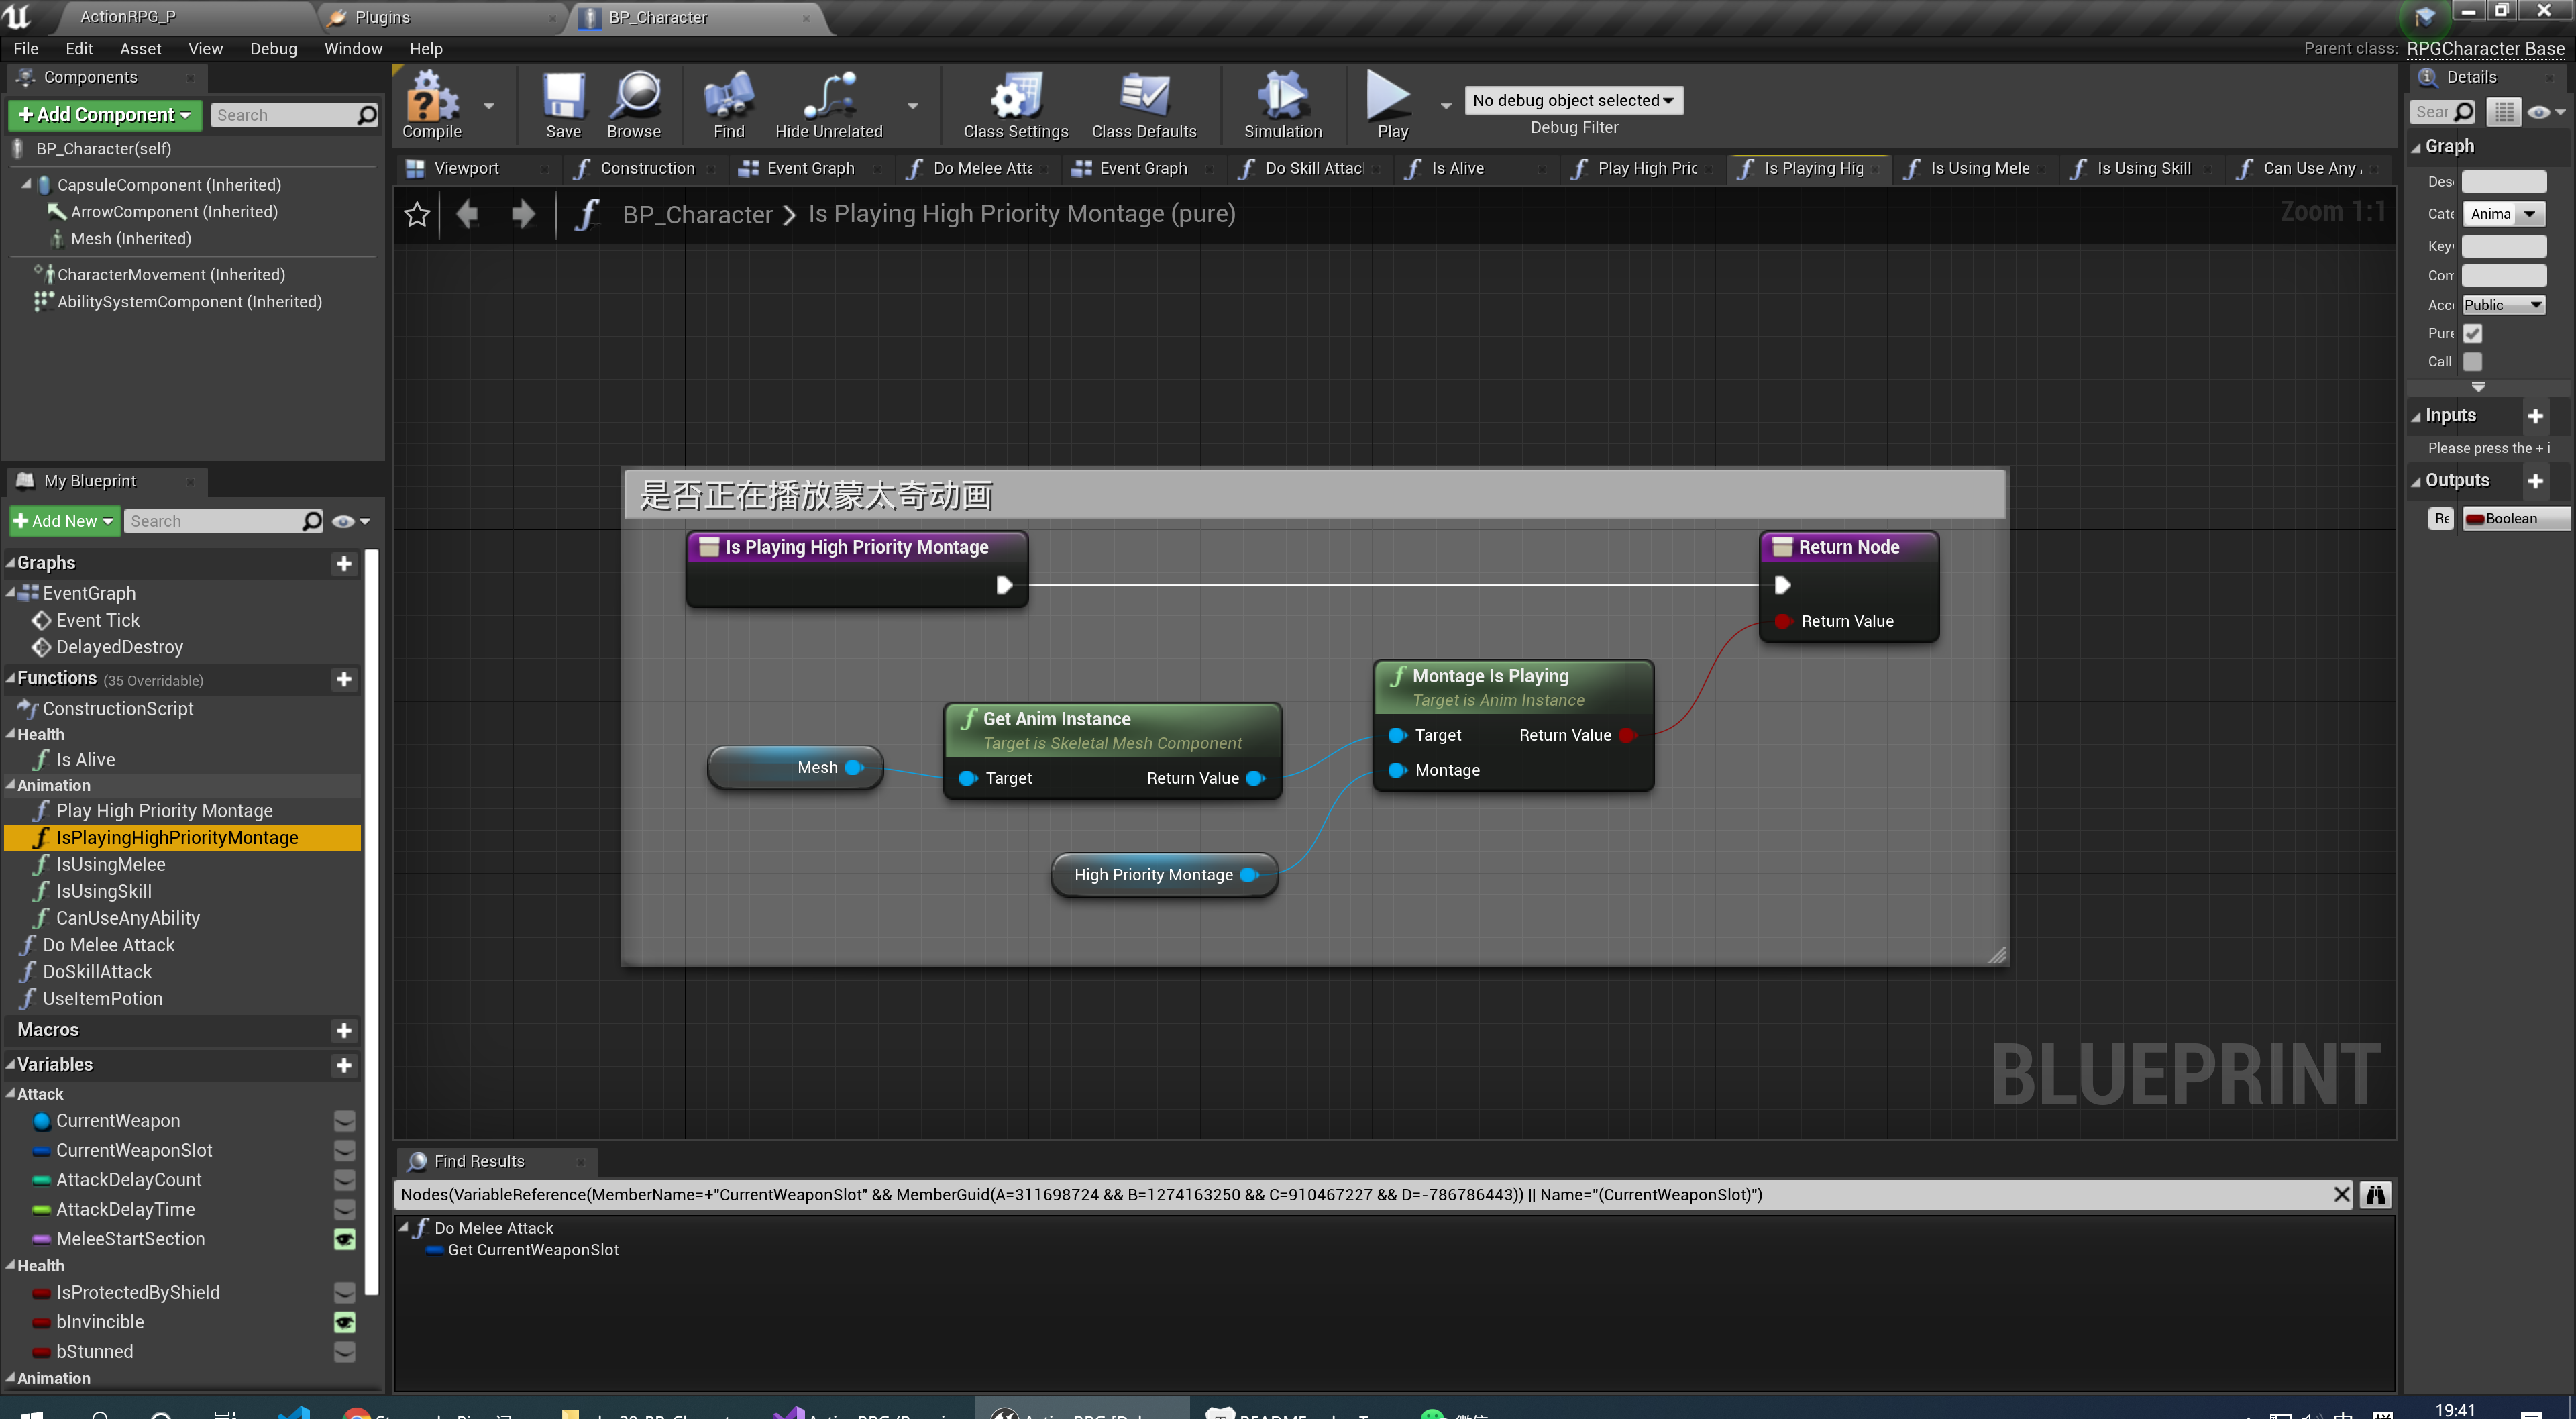 ActionRPG_P
Plugins
BP_Character
File Edit Asset View Debug Window Help
Parent class: RPGCharacter Base
Components
+ Add Component
Search
BP_Character(self)
CapsuleComponent (Inherited)
ArrowComponent (Inherited)
Mesh (Inherited)
CharacterMovement (Inherited)
AbilitySystemComponent (Inherited)
My Blueprint
+ Add New
Search
Graphs
EventGraph
Event Tick
DelayedDestroy
Functions (35 Overridable)
ConstructionScript
Health
Is Alive
Animation
Play High Priority Montage
IsPlayingHighPriorityMontage
IsUsingMelee
IsUsingSkill
CanUseAnyAbility
Do Melee Attack
DoSkillAttack
UseItemPotion
Macros
Variables
Attack
CurrentWeapon
CurrentWeaponSlot
AttackDelayCount
AttackDelayTime
MeleeStartSection
Health
IsProtectedByShield
bInvincible
bStunned
Animation
Compile
Save
Browse
Find
Hide Unrelated
Class Settings
Class Defaults
Simulation
Play
No debug object selected
Debug Filter
Viewport
Construction
Event Graph
Do Melee Atta
Event Graph
Do Skill Attac
Is Alive
Play High Pric
Is Playing Hig
Is Using Mele
Is Using Skill
Can Use Any
BP_Character > Is Playing High Priority Montage (pure)
Zoom 1:1
是否正在播放蒙太奇动画
Is Playing High Priority Montage
Return Node
Return Value
Mesh
Get Anim Instance
Target is Skeletal Mesh Component
Target Return Value
Montage Is Playing
Target is Anim Instance
Target Return Value
Montage
High Priority Montage
BLUEPRINT
Find Results
Nodes(VariableReference(MemberName=+"CurrentWeaponSlot" && MemberGuid(A=311698724 && B=1274163250 && C=910467227 && D=-786786443)) || Name="(CurrentWeaponSlot)")
Do Melee Attack
Get CurrentWeaponSlot
Details
Sear
Graph
Des
Cate Anima
Key
Com
Acc Public
Pure
Call
Inputs
Please press the + i
Outputs
Re Boolean
19:41